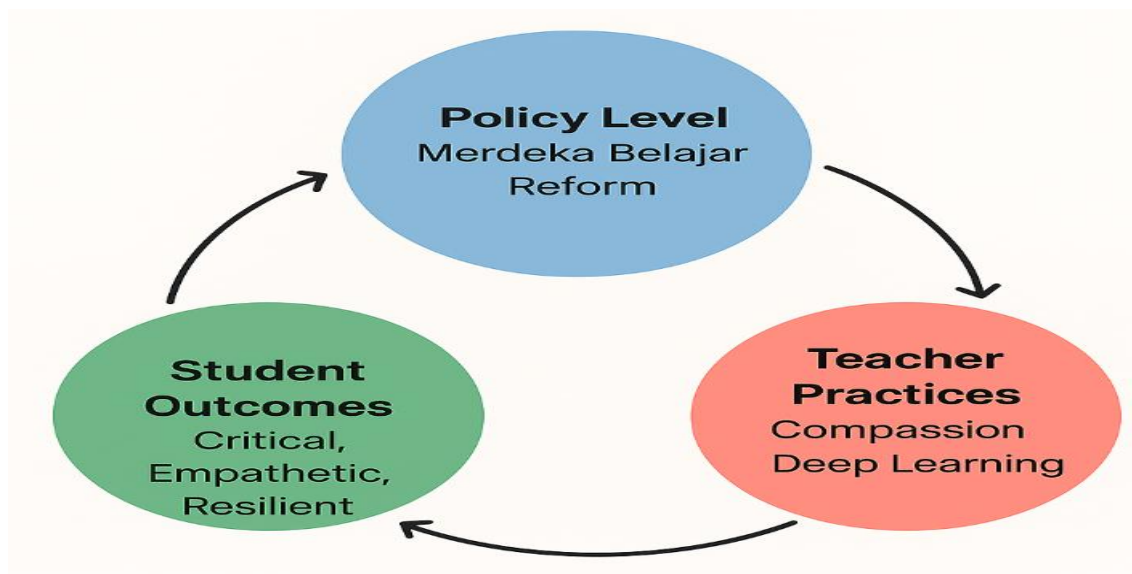 Policy Level
Merdeka Belajar
Reform
Student
Outcomes
Critical,
Empathetic,
Resilient
Teacher
Practices
Compassion
Deep Learning